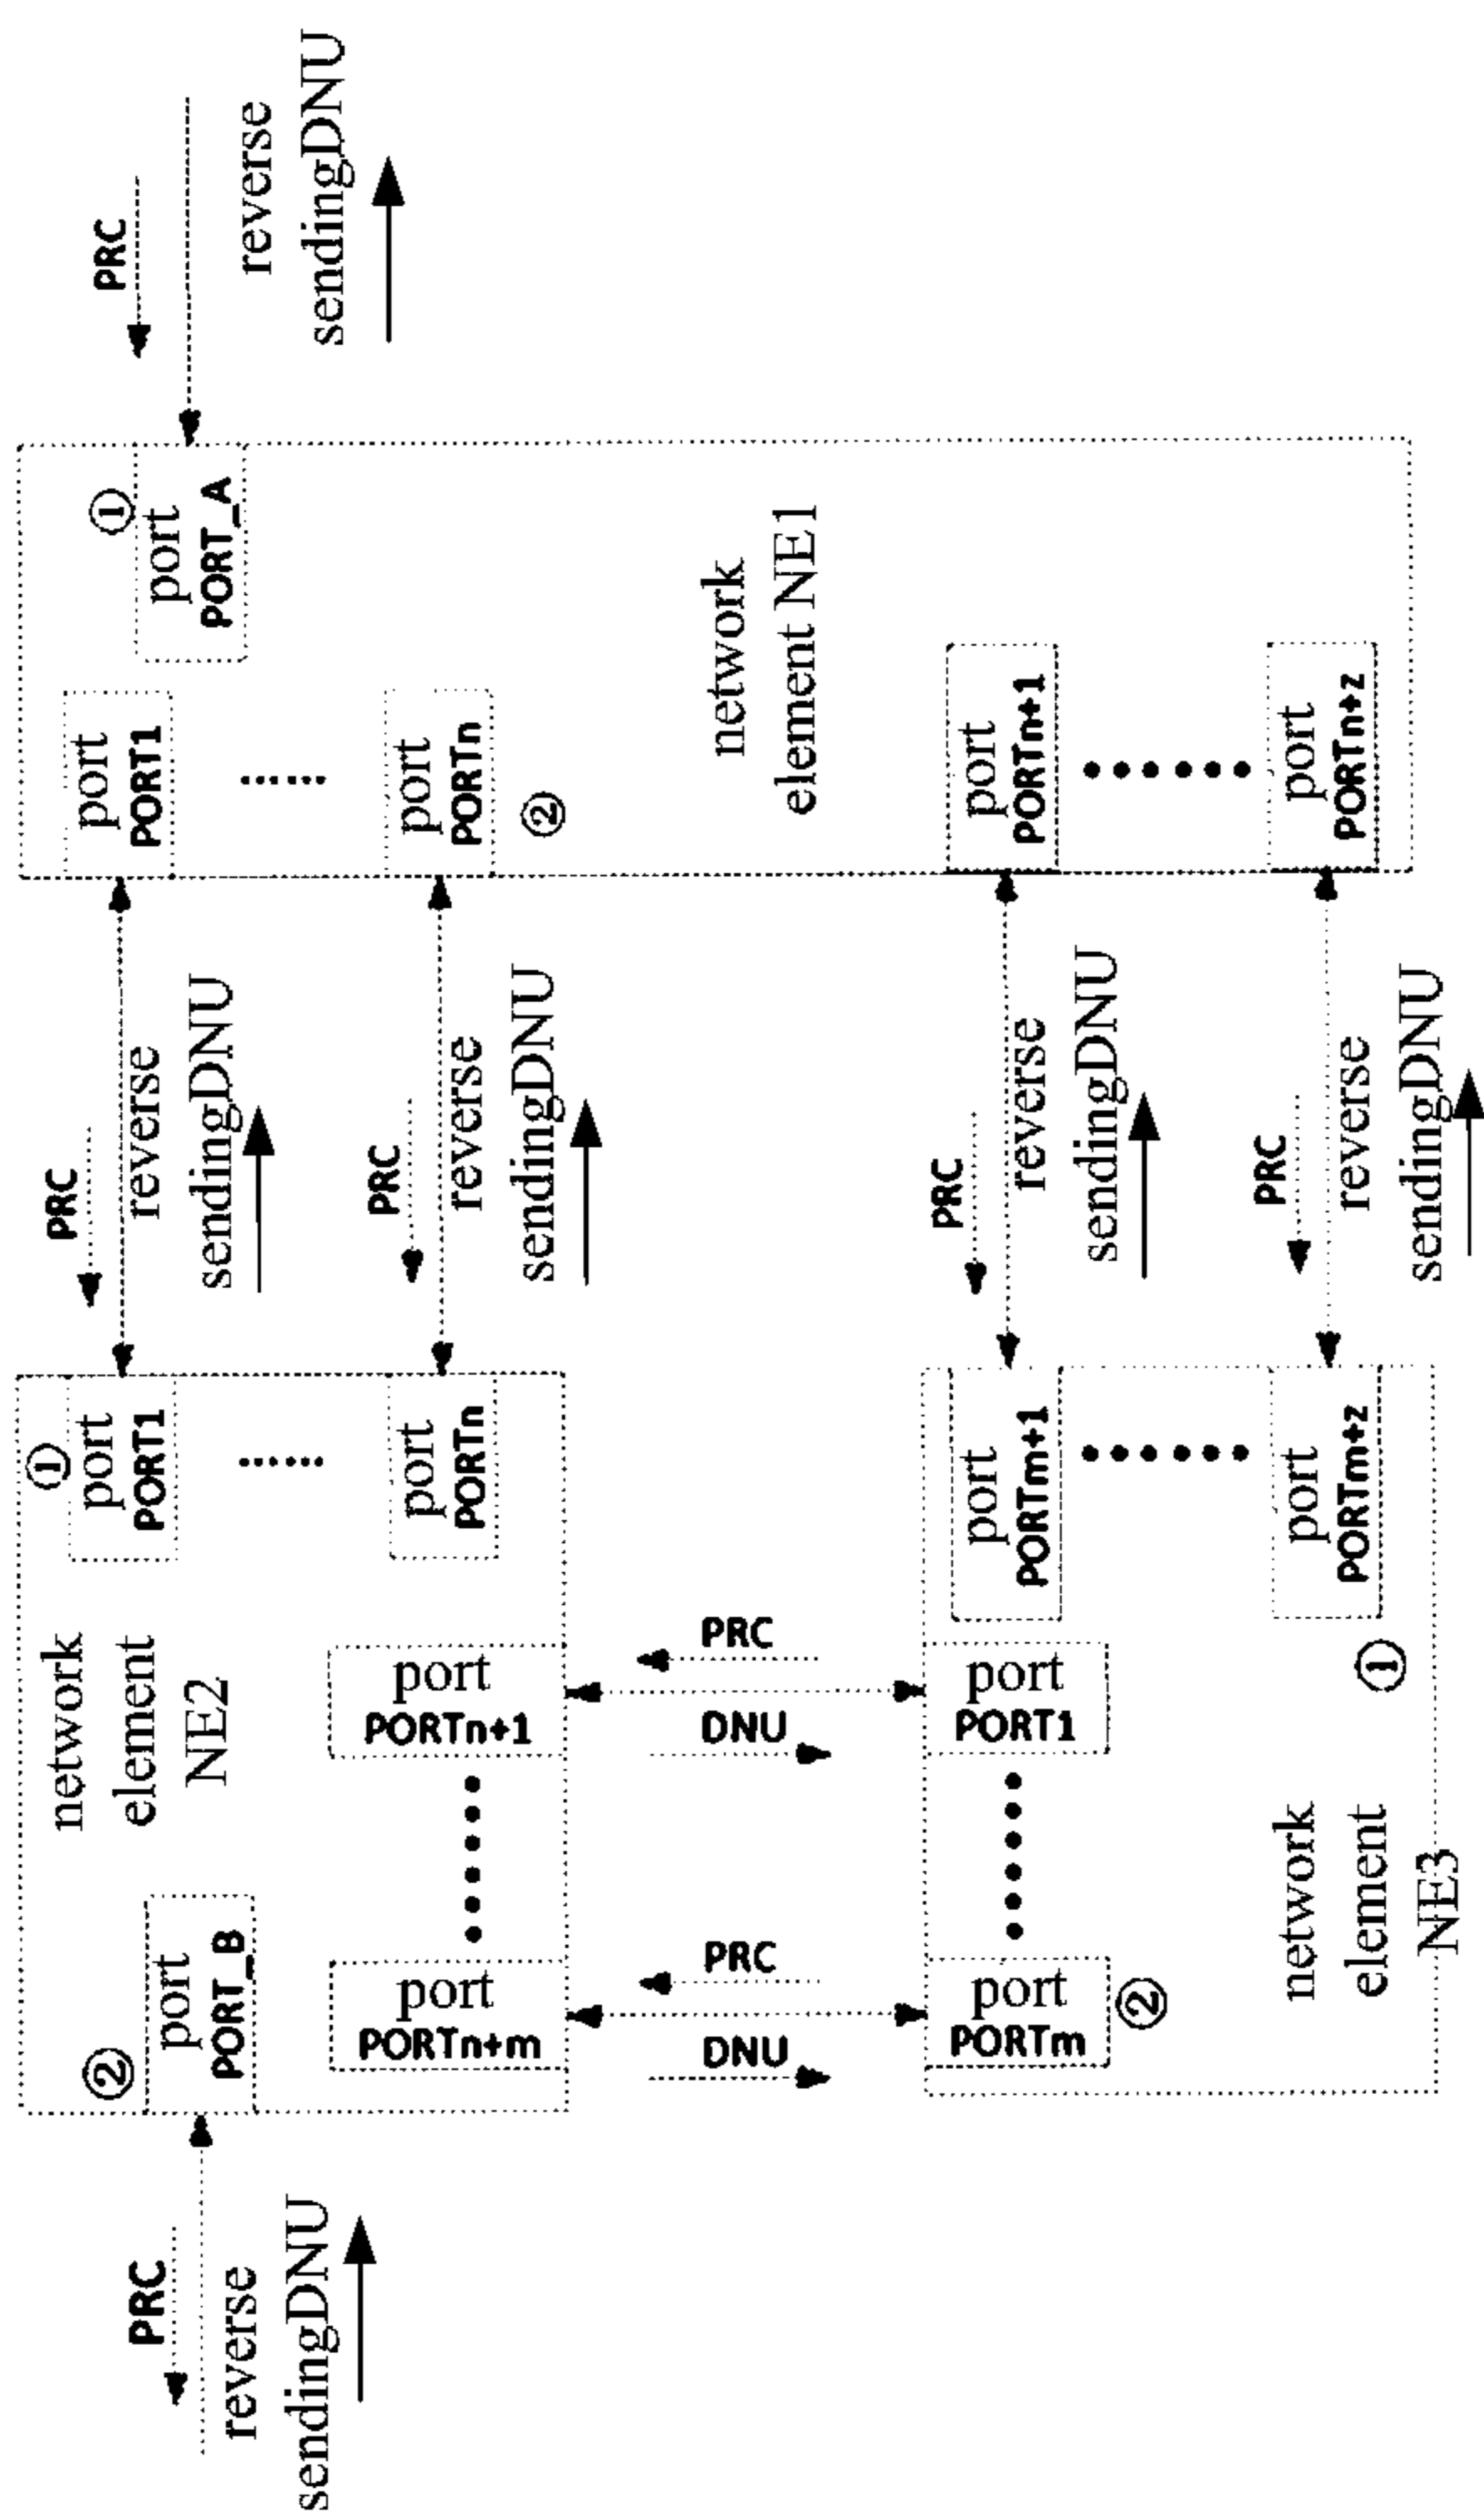 PRC
reverse
sendingDNU
①
port
PORT_A
port
PORT1
port
PORTn
②
network
element NE1
port
PORTn+1
port
PORTn+z
PRC
reverse
sendingDNU
PRC
reverse
sendingDNU
PRC
reverse
sendingDNU
PRC
reverse
sendingDNU
①
port
PORT1
port
PORTn
network
element
NE2
port
PORTn+1
port
PORTn+m
②
port
PORT_B
PRC
DNU
PRC
DNU
port
PORTm+1
port
PORTm+z
①
port
PORT1
port
PORTm
②
network
element
NE3
PRC
reverse
sendingDNU